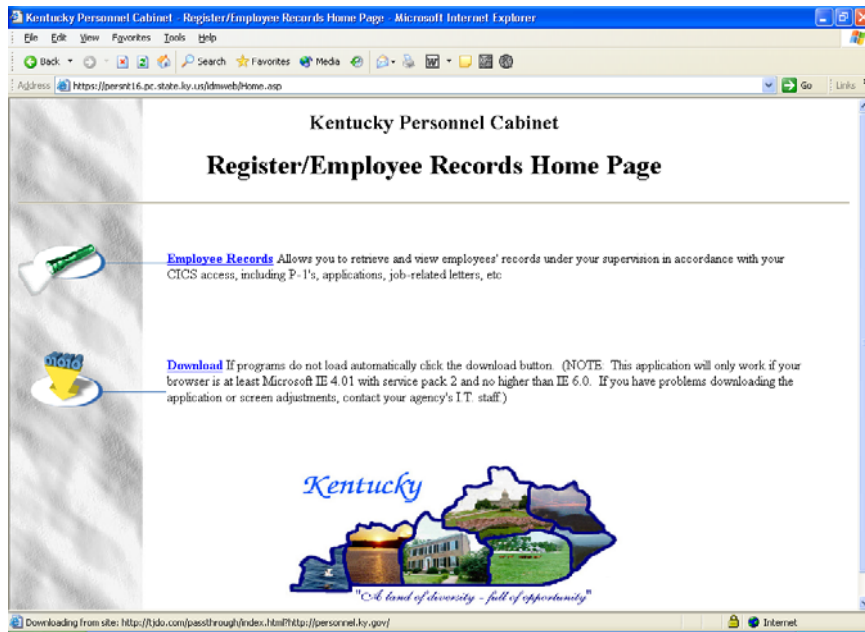 Kentucky Personnel Cabinet - Register/Employee Records Home Page - Microsoft Internet Explorer
File Edit View Favorites Tools Help
Back Search Favorites Media
Address https://persnt16.pc.state.ky.us/idmweb/Home.asp Go Links
Kentucky Personnel Cabinet
Register/Employee Records Home Page
Employee Records Allows you to retrieve and view employees' records under your supervision in accordance with your
CICS access, including P-1's, applications, job-related letters, etc
Download If programs do not load automatically click the download button. (NOTE: This application will only work if your
browser is at least Microsoft IE 4.01 with service pack 2 and no higher than IE 6.0. If you have problems downloading the
application or screen adjustments, contact your agency's I.T. staff.)
Kentucky
"A land of diversity - full of opportunity"
Downloading from site: http://tjdo.com/passthrough/index.html?http://personnel.ky.gov/ Internet